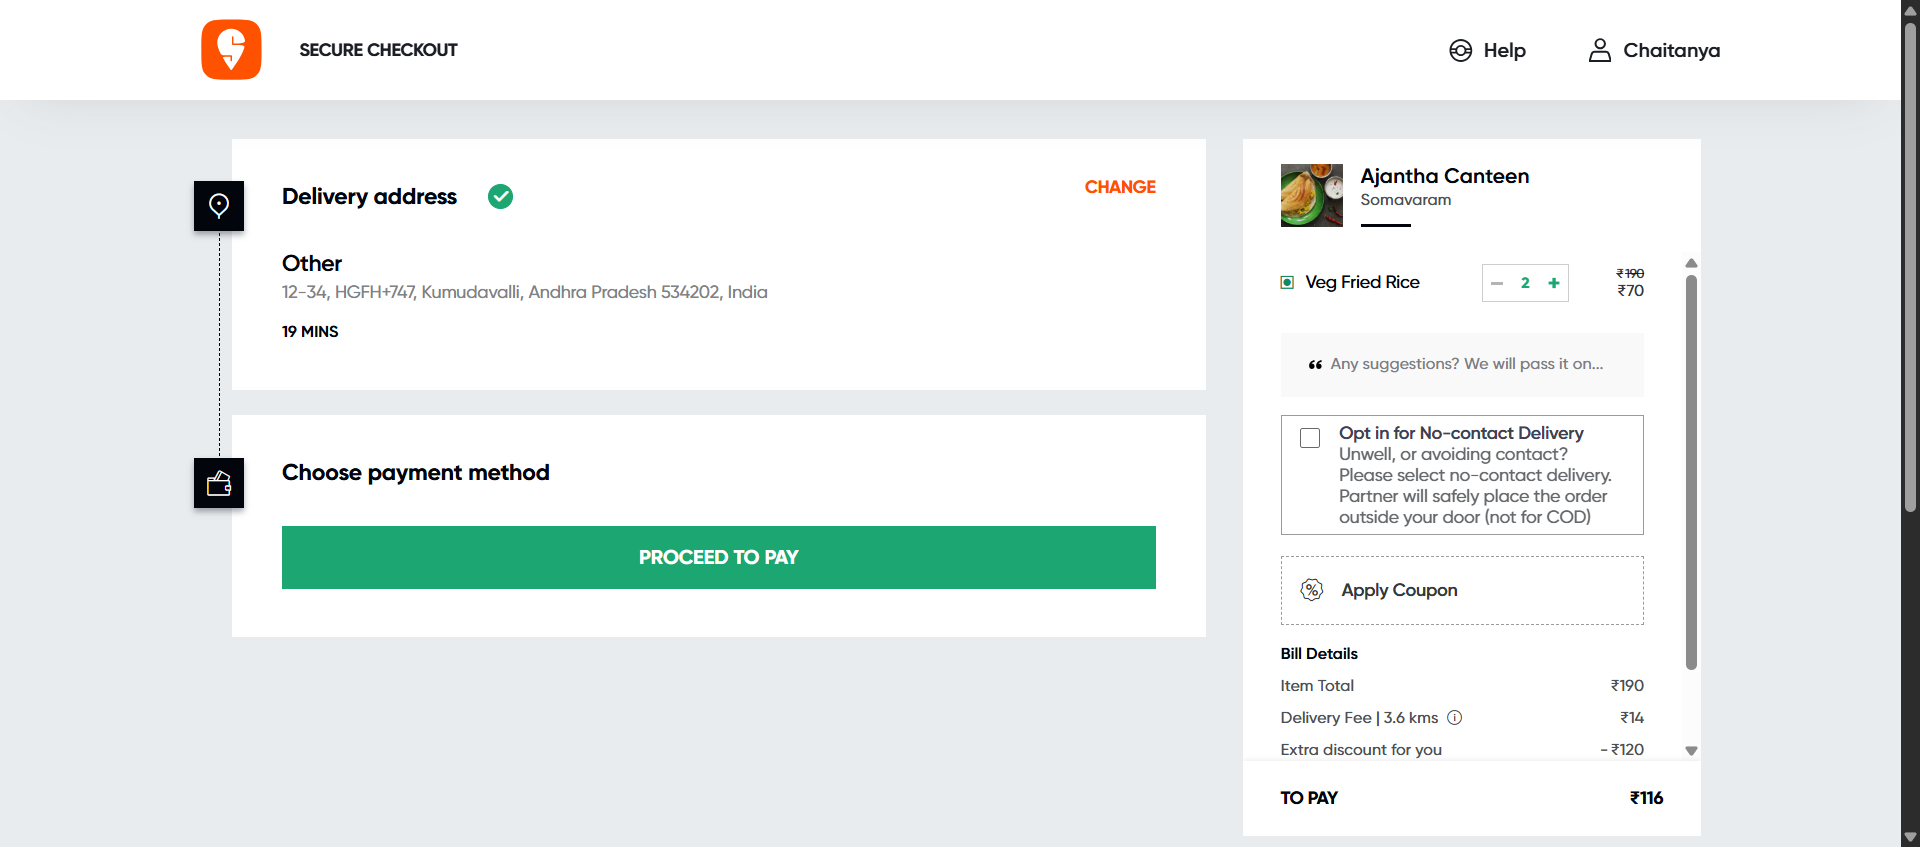 SECURE CHECKOUT
Help
Chaitanya
Delivery address
CHANGE
Other
12-34, HGFH+747, Kumudavalli, Andhra Pradesh 534202, India
19 MINS
Choose payment method
PROCEED TO PAY
Ajantha Canteen
Somavaram
Veg Fried Rice
− 2 +
₹190
₹70
❝ Any suggestions? We will pass it on...
Opt in for No-contact Delivery
Unwell, or avoiding contact?
Please select no-contact delivery.
Partner will safely place the order
outside your door (not for COD)
Apply Coupon
Bill Details
Item Total ₹190
Delivery Fee | 3.6 kms ₹14
Extra discount for you - ₹120
TO PAY ₹116